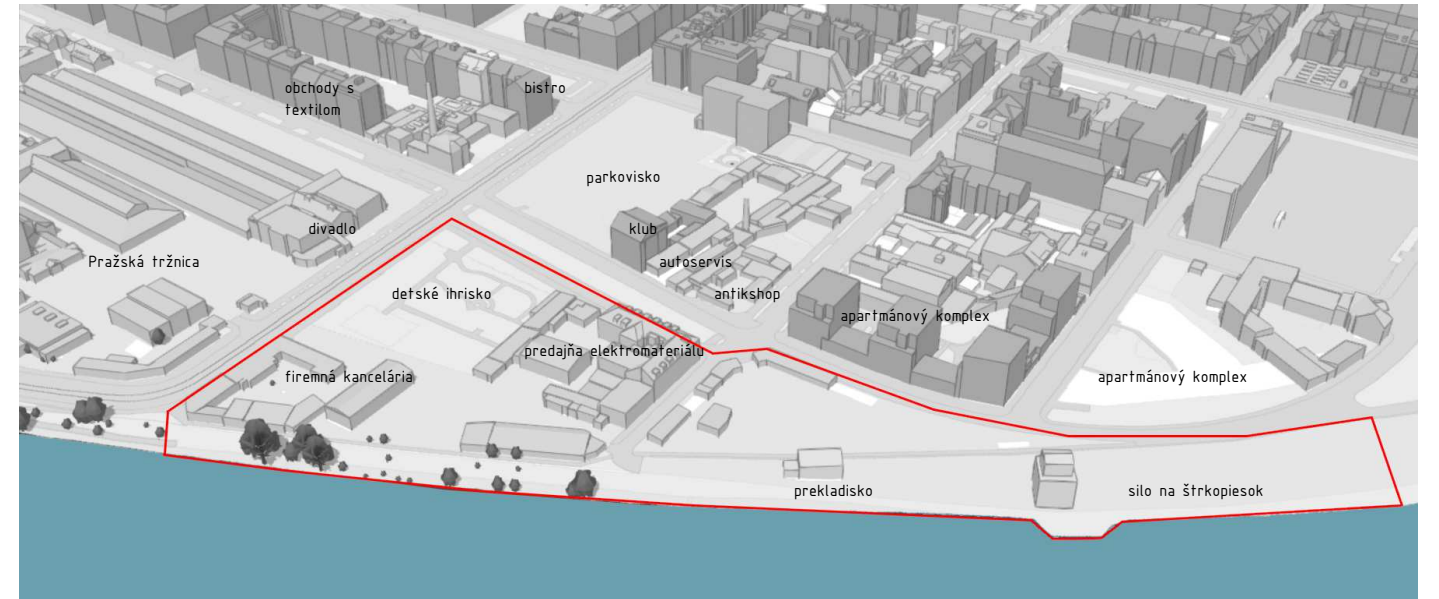 obchody s
textilom
bistro
parkovisko
divadlo
klub
Pražská tržnica
autoservis
detské ihrisko
antikshop
apartmánový komplex
predajňa elektromateriálu
firemná kancelária
apartmánový komplex
prekladisko
silo na štrkopiesok